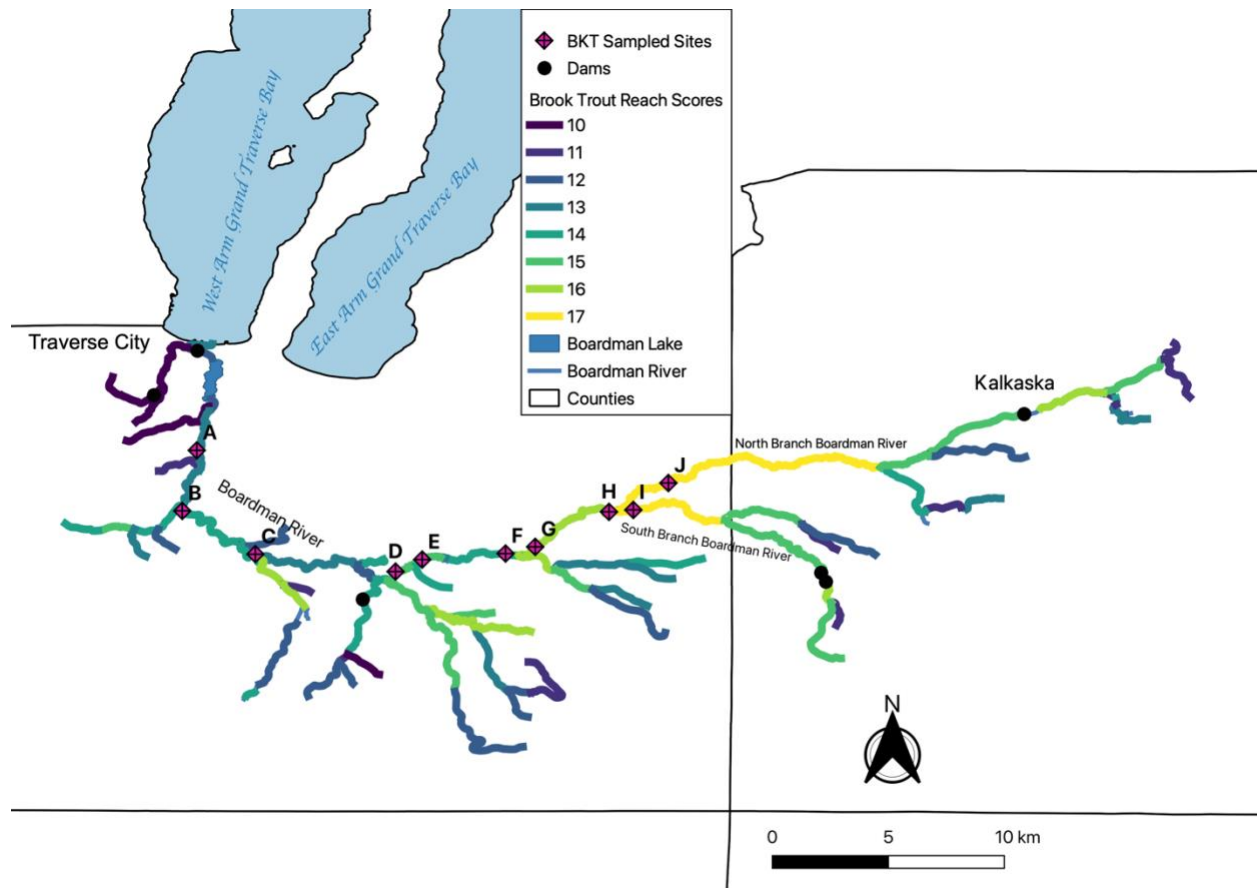 BKT Sampled Sites
Dams
Brook Trout Reach Scores
10
11
12
13
14
15
16
17
Boardman Lake
Boardman River
Counties
West Arm Grand Traverse Bay
East Arm Grand Traverse Bay
Traverse City
Kalkaska
A
B
Boardman River
C
D
E
F
G
H
I
J
North Branch Boardman River
South Branch Boardman River
N
0 5 10 km